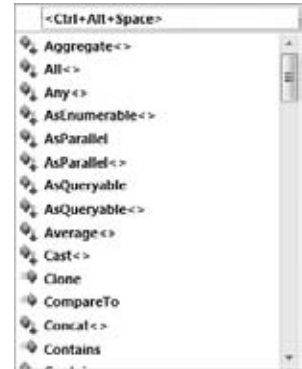 <Ctrl+Alt+Space>
Aggregate<>
All<>
Any<>
AsEnumerable<>
AsParallel
AsParallel<>
AsQueryable
AsQueryable<>
Average<>
Cast<>
Clone
CompareTo
Concat<>
Contains